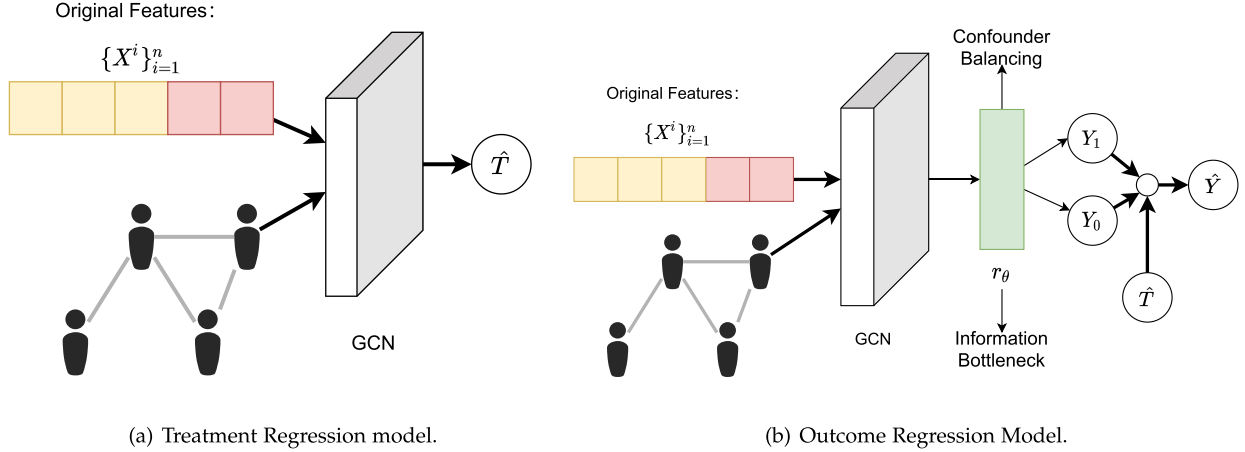 Original Features:
{X^i}_{i=1}^n
T̂
GCN
(a) Treatment Regression model.
Confounder
Balancing
Original Features:
{X^i}_{i=1}^n
Y_1
Ŷ
Y_0
r_θ
T̂
GCN
Information
Bottleneck
(b) Outcome Regression Model.